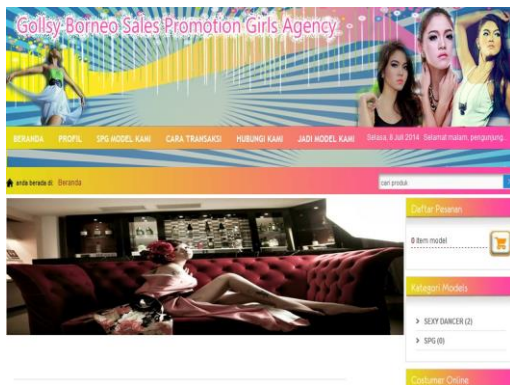 Gollsy Borneo Sales Promotion Girls Agency
BERANDA PROFIL SPG MODEL KAMI CARA TRANSAKSI HUBUNGI KAMI JADI MODEL KAMI Selasa, 8 Juli 2014 Selamat malam, pengunjung.
anda berada di: Beranda
cari produk
Daftar Pesanan
0 item model
Kategori Models
> SEXY DANCER (2)
> SPG (0)
Costumer Online